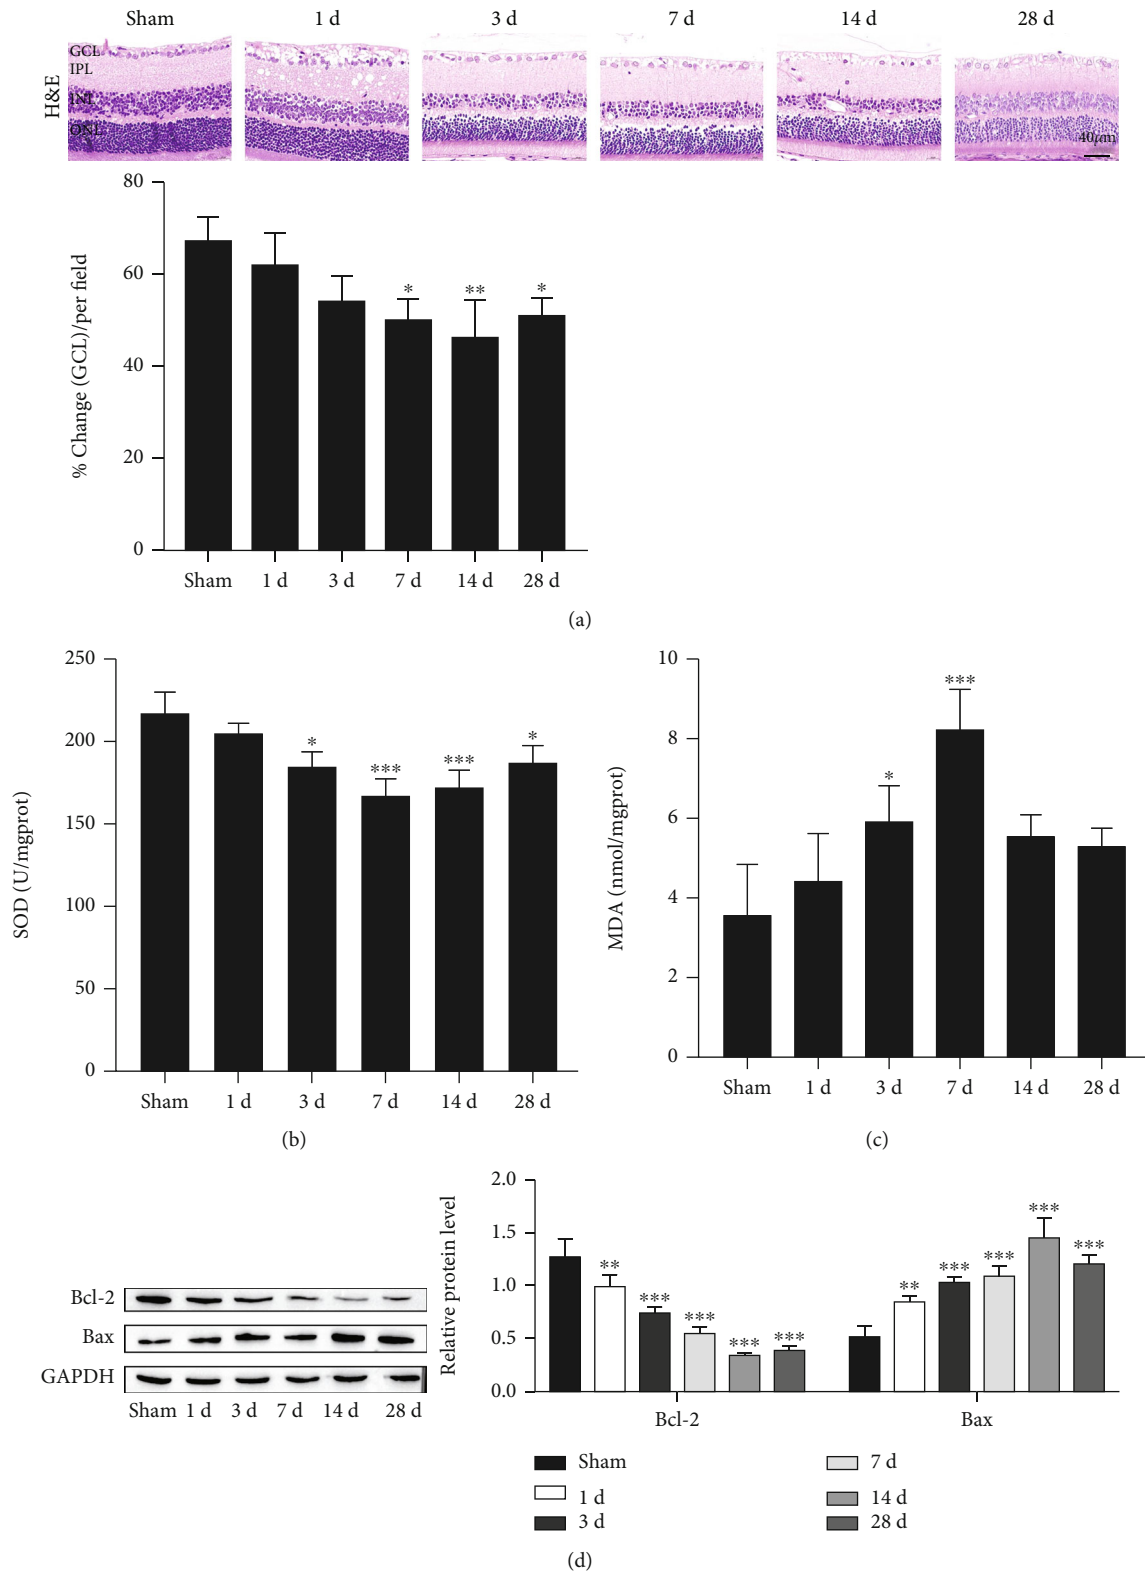 Sham 1 d 3 d 7 d 14 d 28 d
H&E
GCL
IPL
INL
ONL
40μm
80
60
40
20
0
% Change (GCL)/per field
* ** *
Sham 1 d 3 d 7 d 14 d 28 d
(a)
250
200
150
100
50
0
SOD (U/mgprot)
* *** *** *
Sham 1 d 3 d 7 d 14 d 28 d
(b)
10
8
6
4
2
0
MDA (nmol/mgprot)
* ***
Sham 1 d 3 d 7 d 14 d 28 d
(c)
Bcl-2
Bax
GAPDH
Sham 1 d 3 d 7 d 14 d 28 d
2.0
1.5
1.0
0.5
0.0
Relative protein level
** *** *** *** *** ** *** *** *** ***
Bcl-2 Bax
Sham 7 d
1 d 14 d
3 d 28 d
(d)